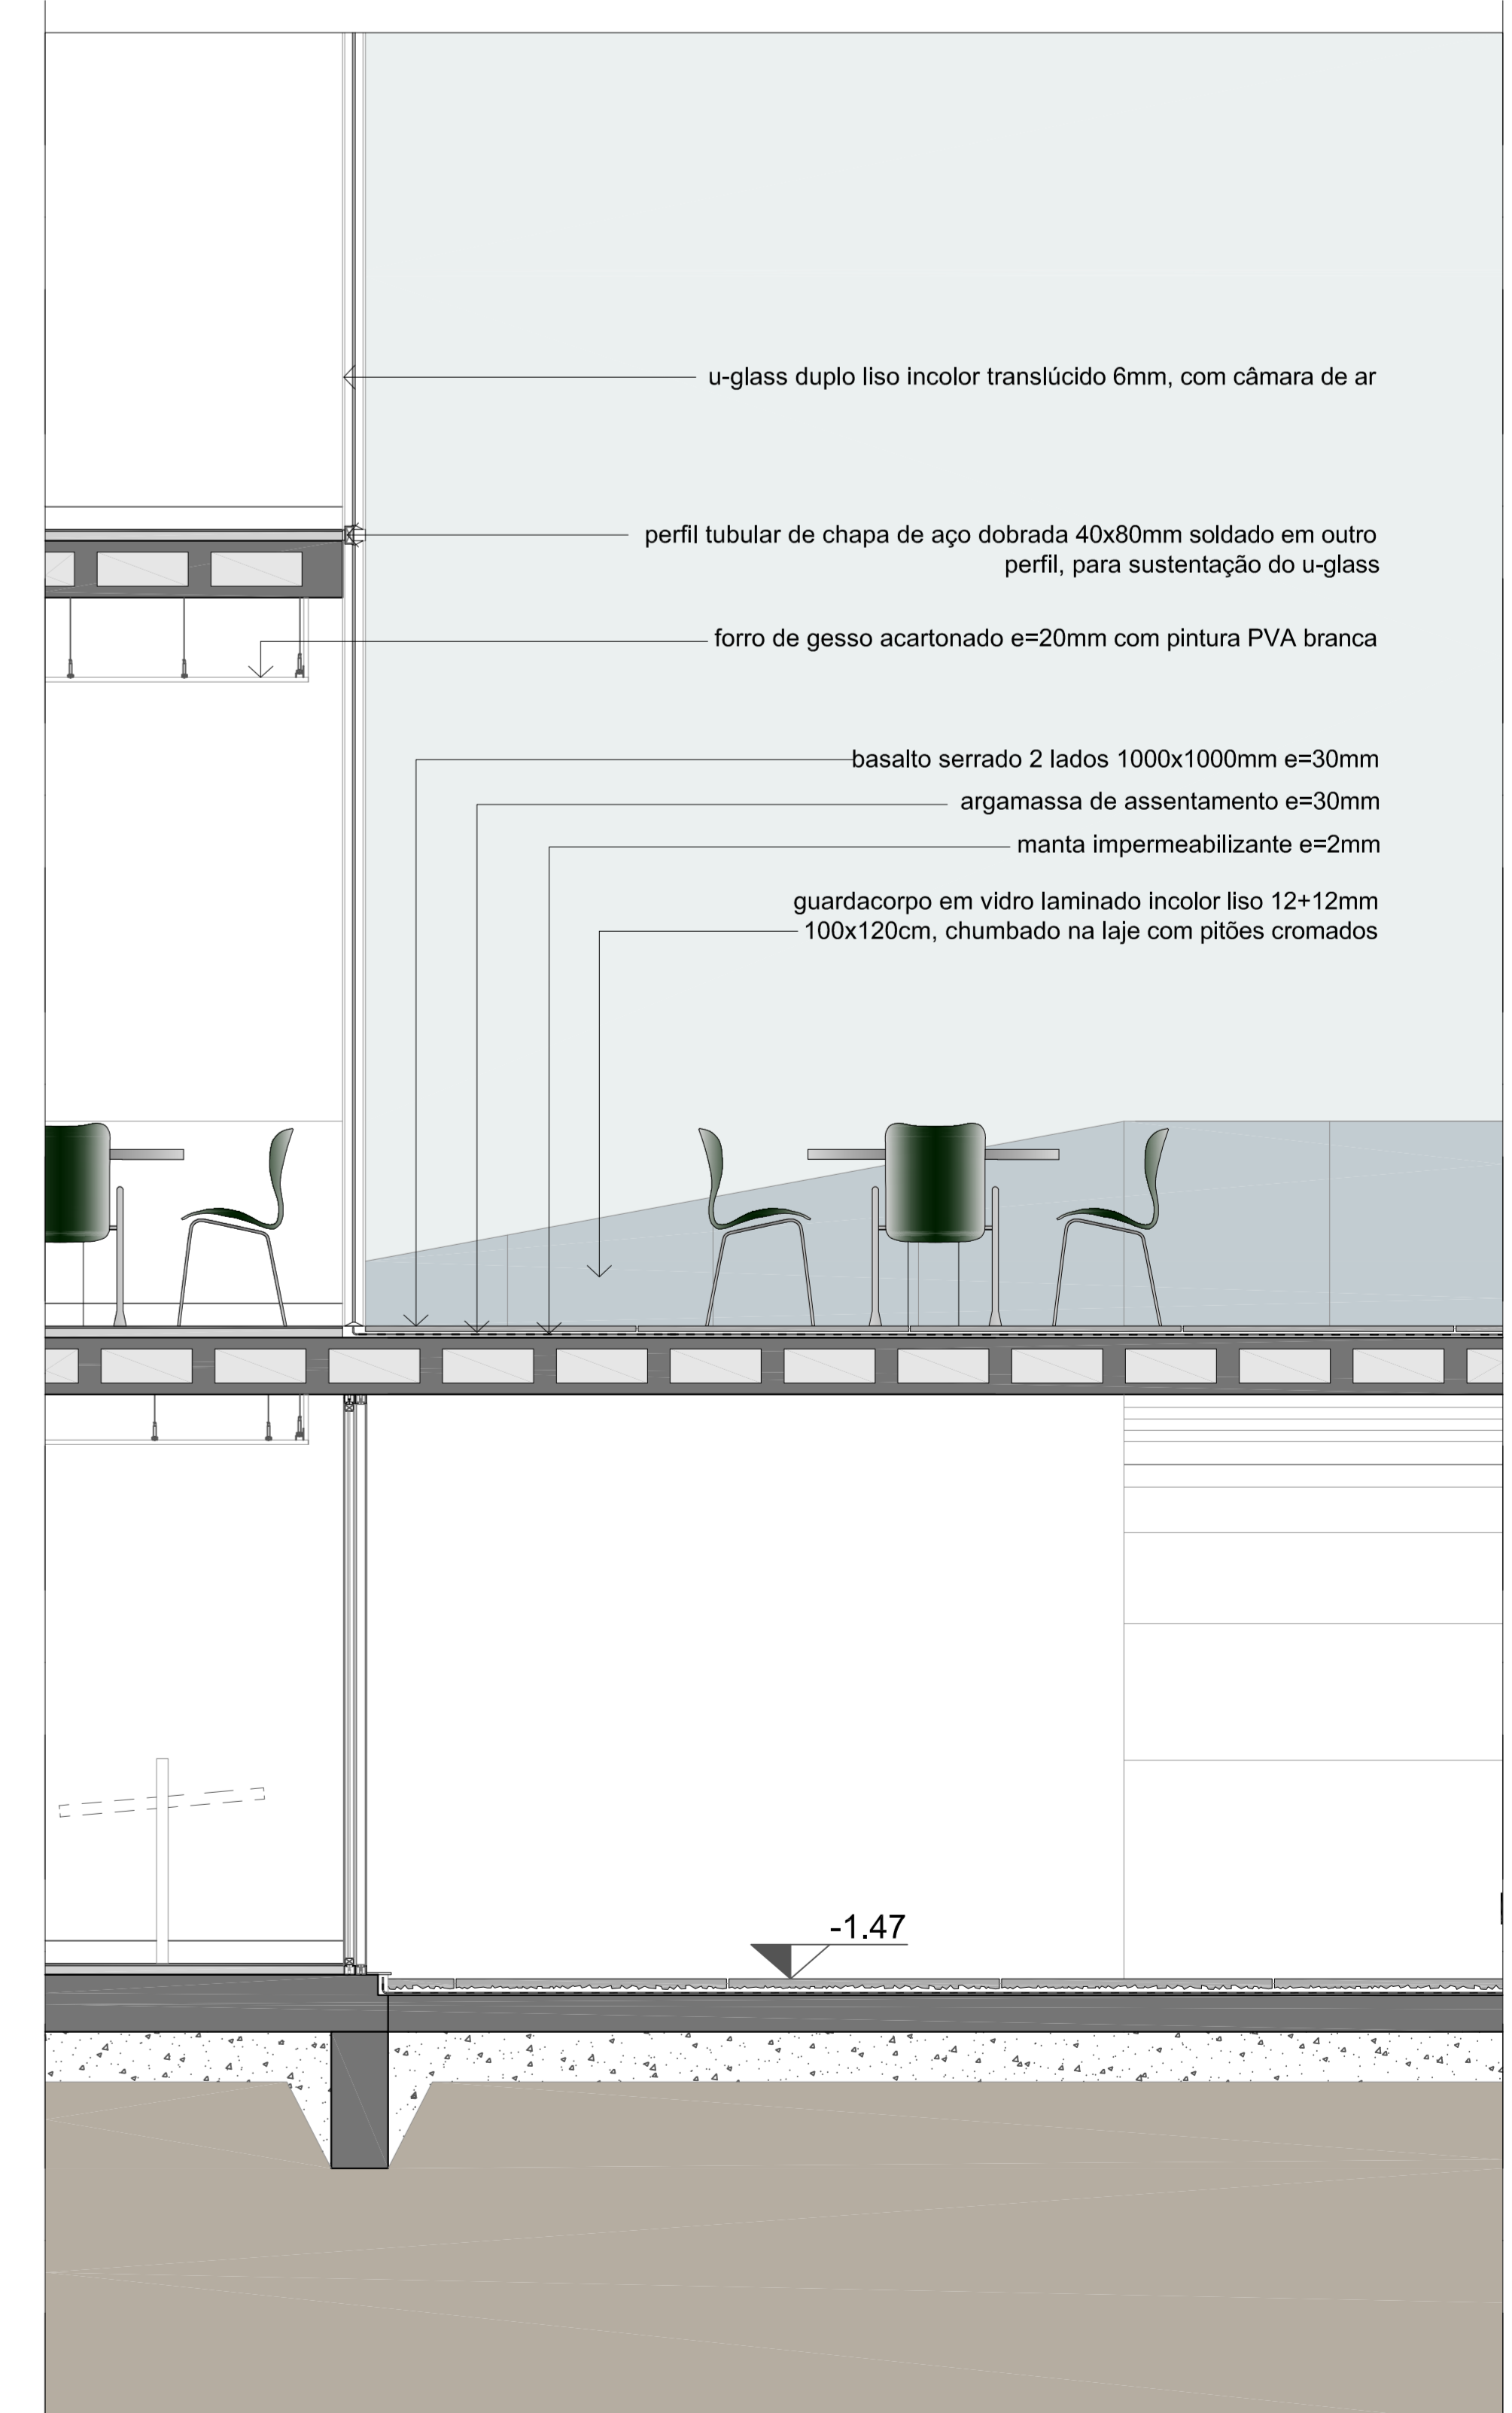 u-glass duplo liso incolor translúcido 6mm, com câmara de ar
perfil tubular de chapa de aço dobrada 40x80mm soldado em outro
perfil, para sustentação do u-glass
forro de gesso acartonado e=20mm com pintura PVA branca
basalto serrado 2 lados 1000x1000mm e=30mm
argamassa de assentamento e=30mm
manta impermeabilizante e=2mm
guardacorpo em vidro laminado incolor liso 12+12mm
100x120cm, chumbado na laje com pitões cromados
-1.47